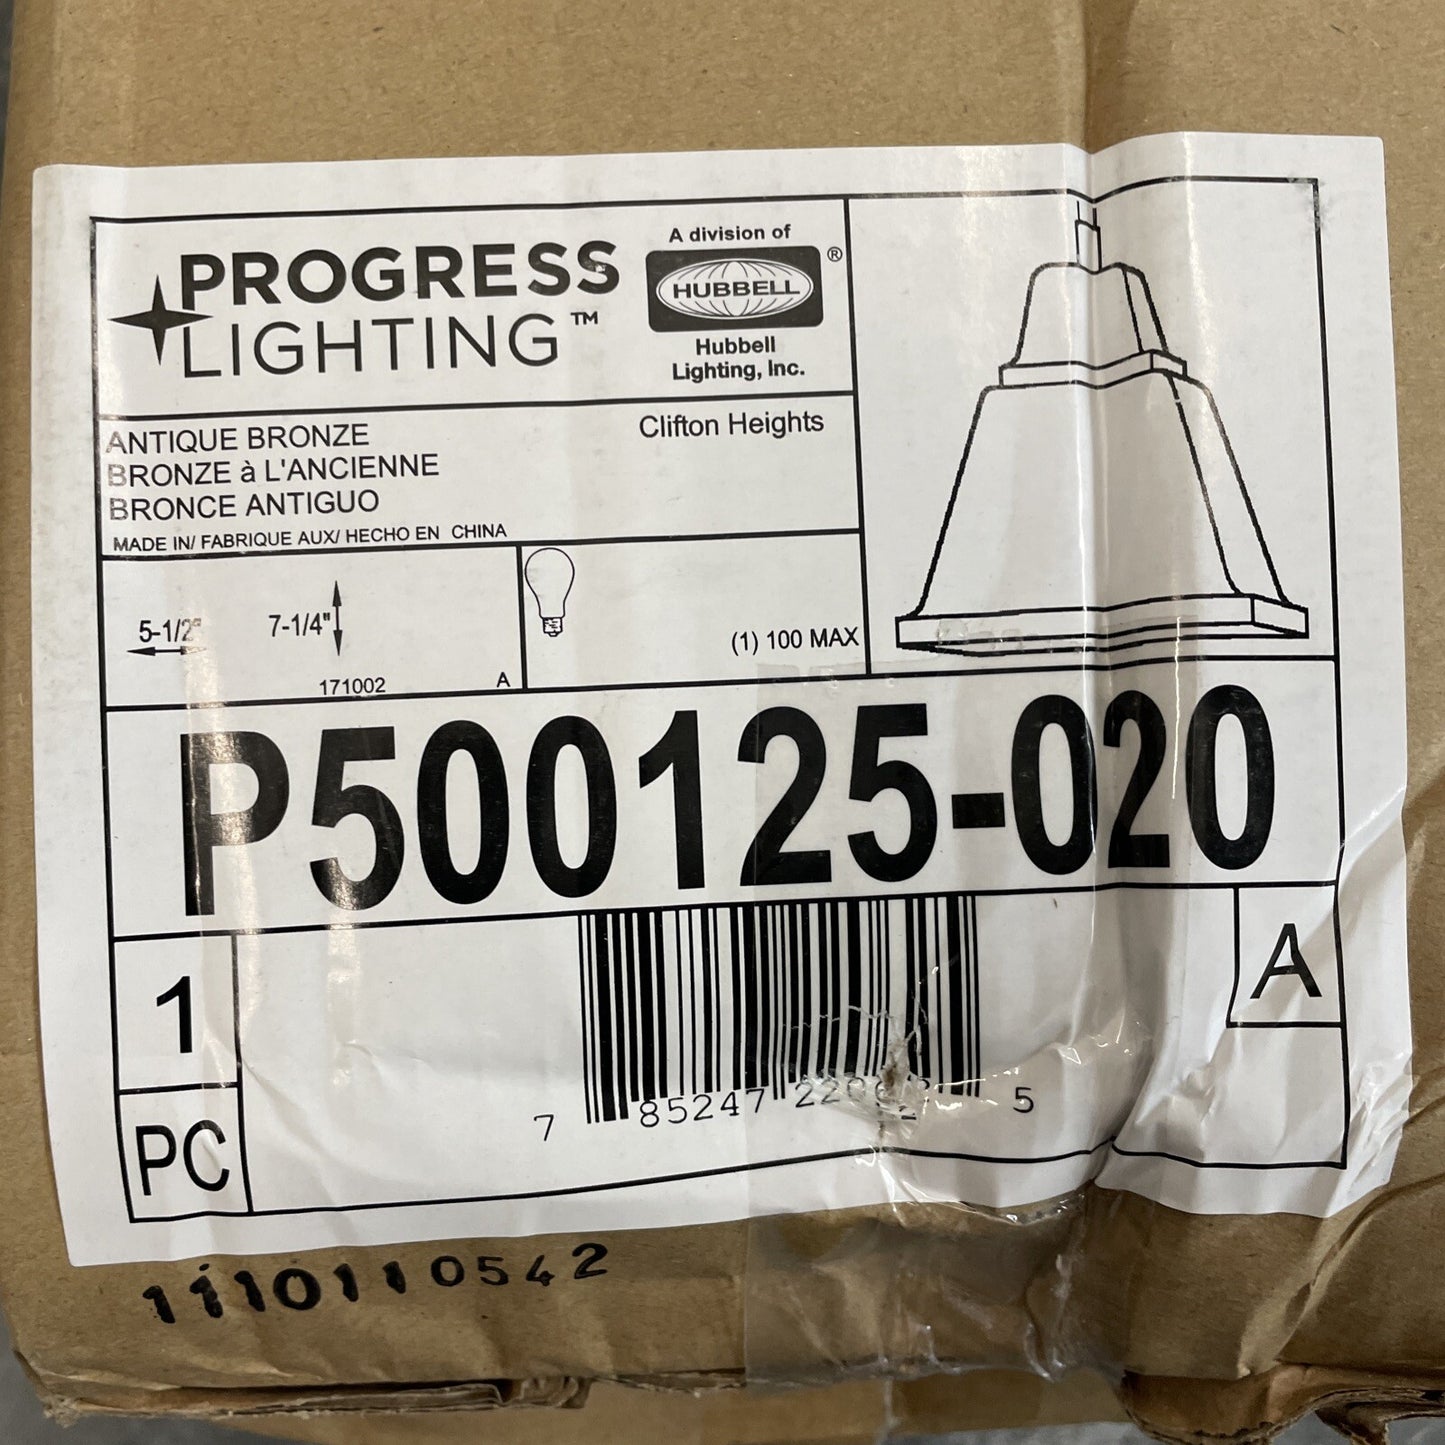 PROGRESS
LIGHTING™
A division of
HUBBELL®
Hubbell
Lighting, Inc.
ANTIQUE BRONZE
BRONZE à L'ANCIENNE
BRONCE ANTIGUO
Clifton Heights
MADE IN/ FABRIQUE AUX/ HECHO EN CHINA
5-1/2"
7-1/4"
171002
A
(1) 100 MAX
P500125-020
1
PC
A
7 85247 5
1110110542